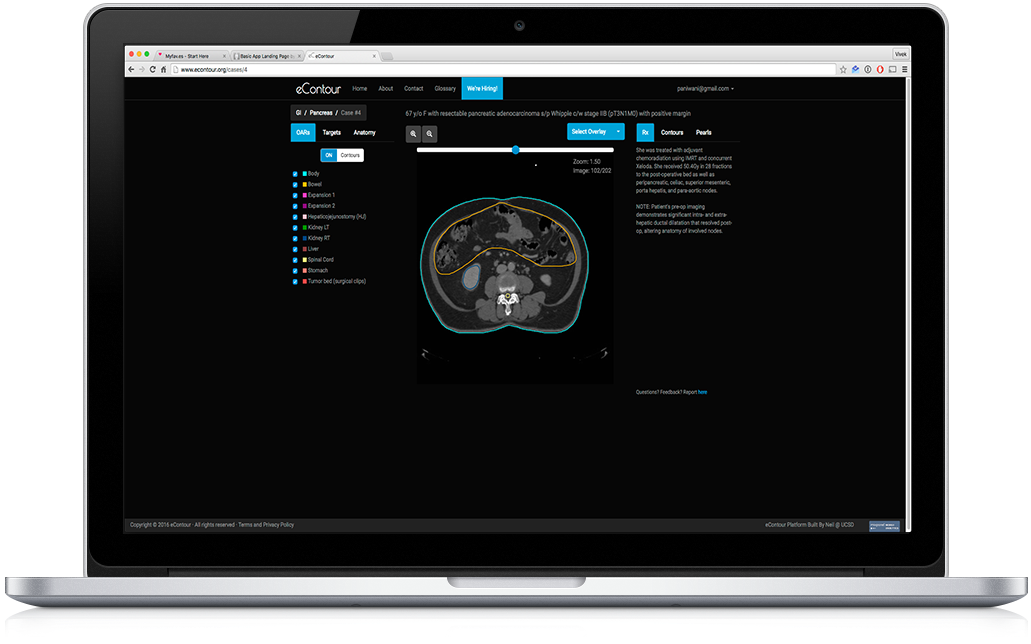 Myfav.es - Start Here
Basic App Landing Page
eContour
Vivek
www.econtour.org/cases/4
eContour
Home
About
Contact
Glossary
We're Hiring!
paniwani@gmail.com
GI / Pancreas / Case #4
67 y/o F with resectable pancreatic adenocarcinoma s/p Whipple c/w stage IIB (pT3N1M0) with positive margin
OARs
Targets
Anatomy
Select Overlay
Rx
Contours
Pearls
ON
Contours
Zoom: 1.50
Image: 102/202
Body
Bowel
Expansion 1
Expansion 2
Hepaticojejunostomy (HJ)
Kidney LT
Kidney RT
Liver
Spinal Cord
Stomach
Tumor bed (surgical clips)
She was treated with adjuvant
chemoradiation using IMRT and concurrent
Xeloda. She received 50.4Gy in 28 fractions
to the post-operative bed as well as
peripancreatic, celiac, superior mesenteric,
porta hepatis, and para-aortic nodes.
NOTE: Patient's pre-op imaging
demonstrates significant intra- and extra-
hepatic ductal dilatation that resolved post-
op, altering anatomy of involved nodes.
Questions? Feedback? Report here
Copyright © 2016 eContour · All rights reserved · Terms and Privacy Policy
eContour Platform Built By Neil @ UCSD